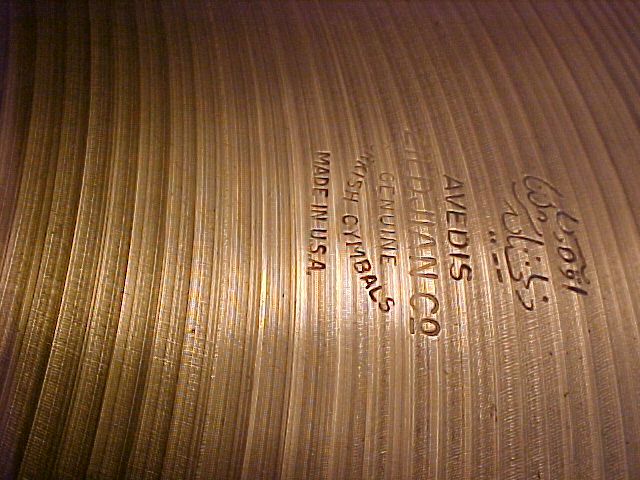 AVEDIS
ZILDJIAN CO
GENUINE
TURKISH CYMBALS
MADE IN U.S.A.